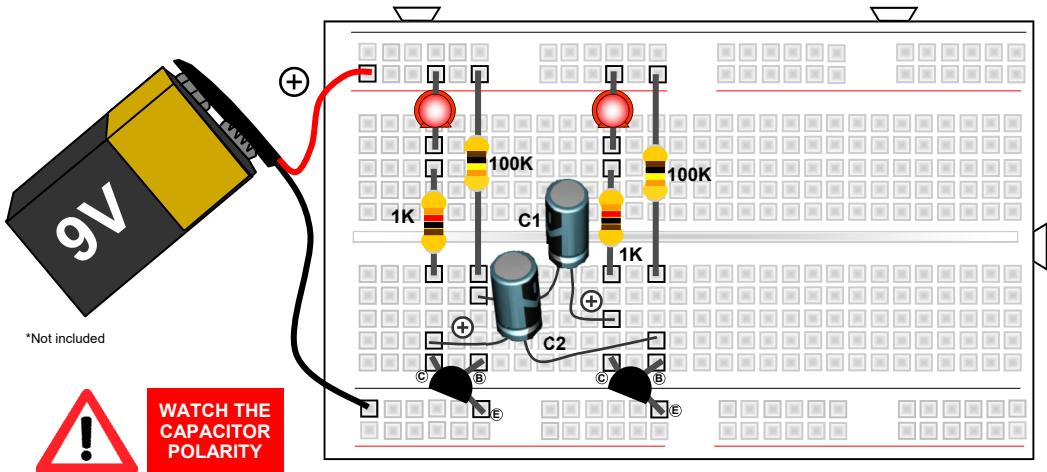 +
9V
*Not included
WATCH THE
CAPACITOR
POLARITY
!
100K
1K
C1
100K
1K
+
+
C2
C
B
E
C
B
E